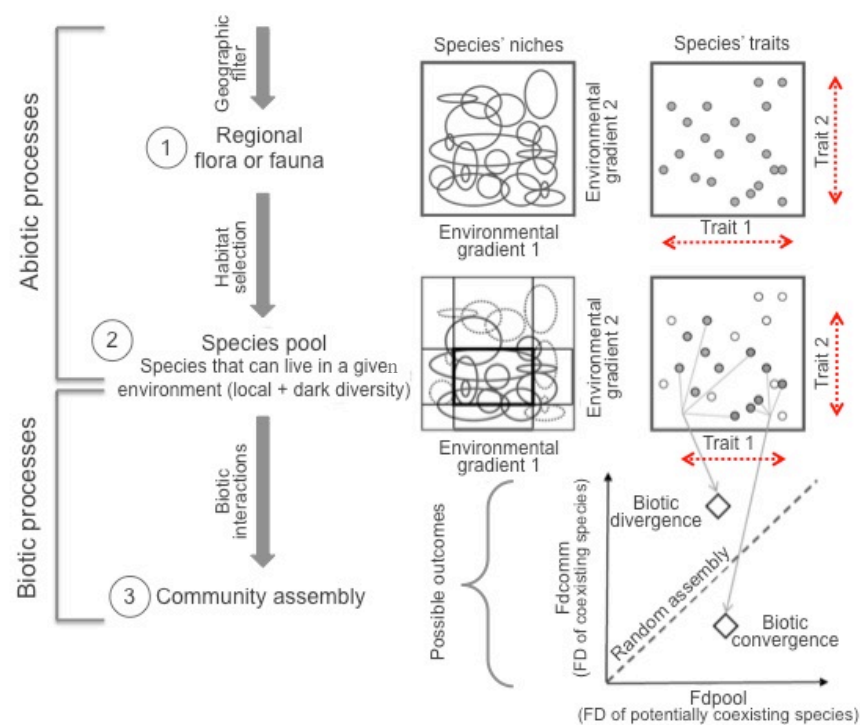 Abiotic processes
Biotic processes
Geographic
filter
1
Regional
flora or fauna
Habitat
selection
2
Species pool
Species that can live in a given
environment (local + dark diversity)
Biotic
interactions
3
Community assembly
Species' niches
Environmental
gradient 2
Environmental
gradient 1
Species' traits
Trait 2
Trait 1
Environmental
gradient 2
Environmental
gradient 1
Trait 2
Trait 1
Possible outcomes
Fdcomm
(FD of coexisting species)
Biotic
divergence
Random assembly
Biotic
convergence
Fdpool
(FD of potentially coexisting species)